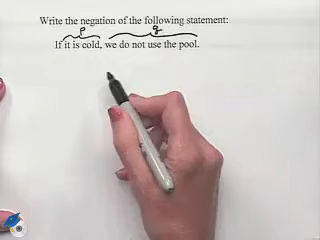 Write the negation of the following statement:
p q
If it is cold, we do not use the pool.